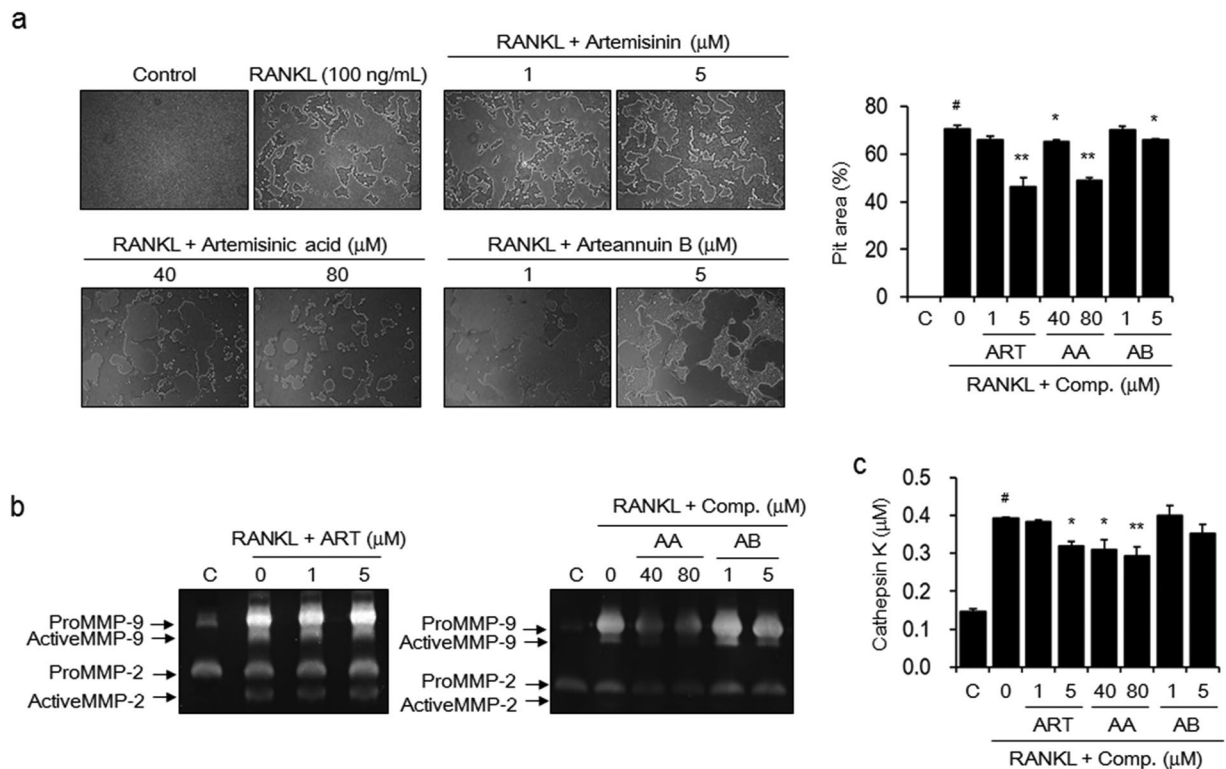 a
RANKL + Artemisinin (μM)
Control RANKL (100 ng/mL) 1 5
RANKL + Artemisinic acid (μM) RANKL + Arteannuin B (μM)
40 80 1 5
Pit area (%)
80
60
40
20
0
# ** * ** *
C 0 1 5 40 80 1 5
ART AA AB
RANKL + Comp. (μM)
b
RANKL + ART (μM)
C 0 1 5
ProMMP-9
ActiveMMP-9
ProMMP-2
ActiveMMP-2
RANKL + Comp. (μM)
AA AB
C 0 40 80 1 5
ProMMP-9
ActiveMMP-9
ProMMP-2
ActiveMMP-2
c
Cathepsin K (μM)
0.5
0.4
0.3
0.2
0.1
0.0
# * * **
C 0 1 5 40 80 1 5
ART AA AB
RANKL + Comp. (μM)